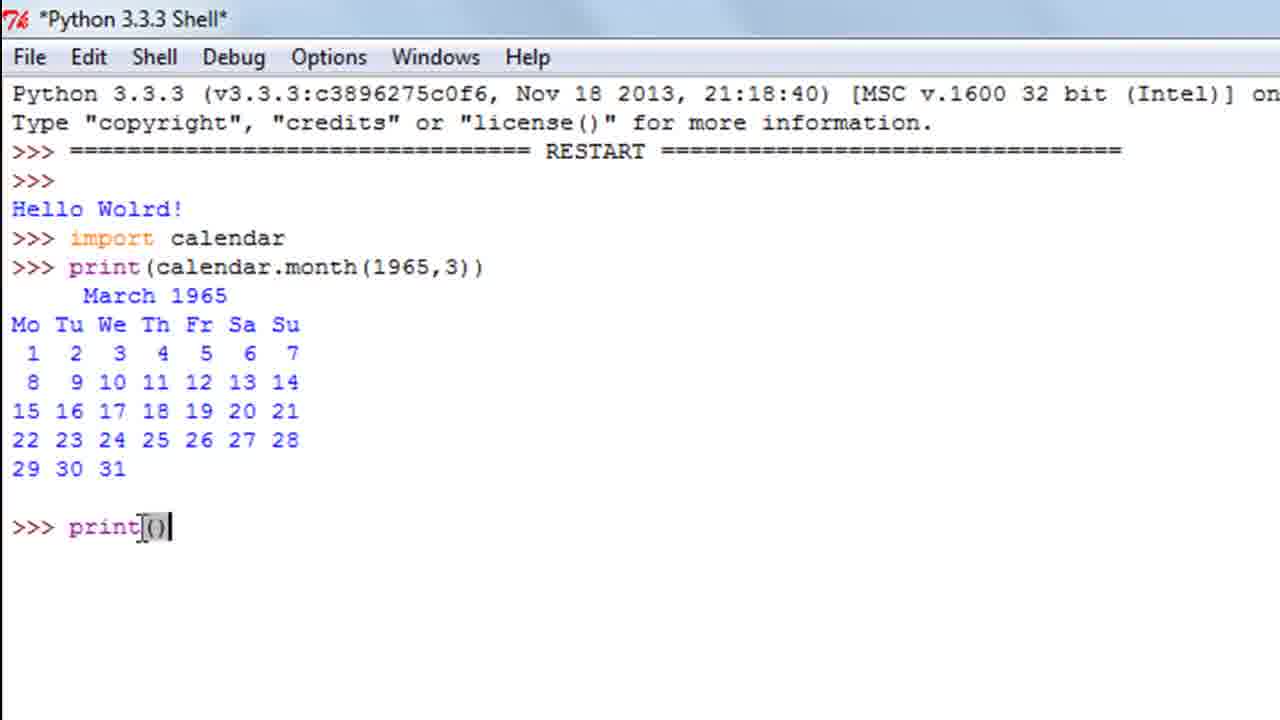 *Python 3.3.3 Shell*
File Edit Shell Debug Options Windows Help
Python 3.3.3 (v3.3.3:c3896275c0f6, Nov 18 2013, 21:18:40) [MSC v.1600 32 bit (Intel)] on
Type "copyright", "credits" or "license()" for more information.
>>> ================================ RESTART ================================
>>>
Hello Wolrd!
>>> import calendar
>>> print(calendar.month(1965,3))
March 1965
Mo Tu We Th Fr Sa Su
1 2 3 4 5 6 7
8 9 10 11 12 13 14
15 16 17 18 19 20 21
22 23 24 25 26 27 28
29 30 31
>>> print()